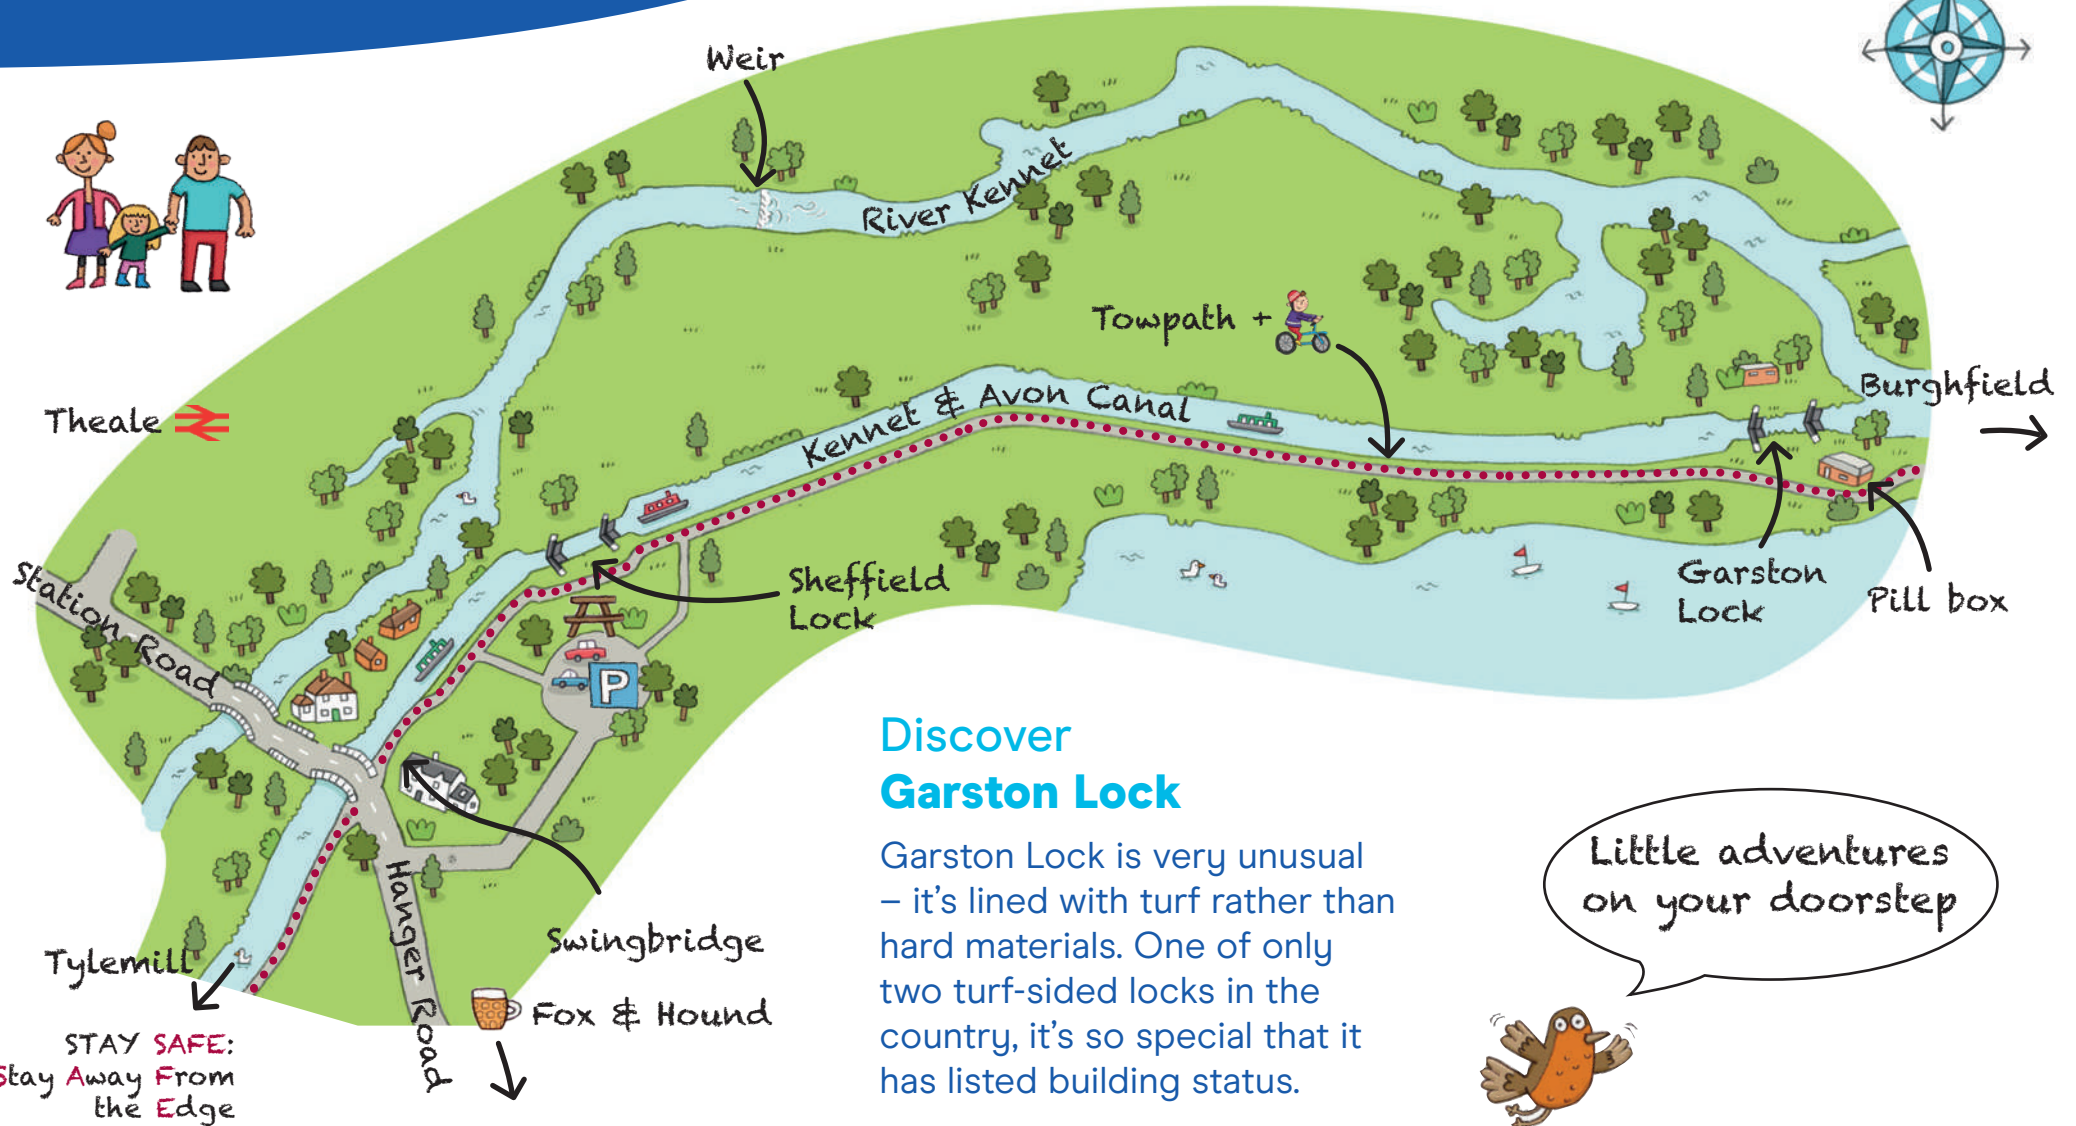 Weir
River Kennet
Towpath +
Theale
Kennet & Avon Canal
Burghfield
Station Road
Sheffield
Lock
Garston
Lock
Pill box
P
Discover
Garston Lock
Garston Lock is very unusual
– it’s lined with turf rather than
hard materials. One of only
two turf-sided locks in the
country, it’s so special that it
has listed building status.
Little adventures
on your doorstep
Hanger Road
Swingbridge
Tylemill
Fox & Hound
STAY SAFE:
Stay Away From
the Edge